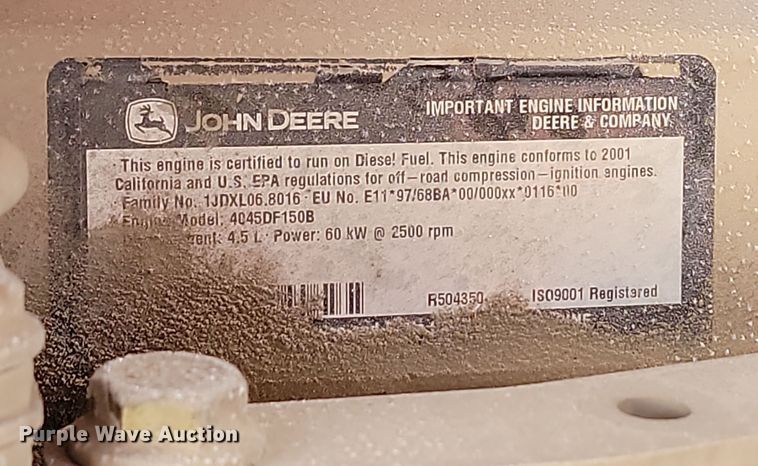 JOHN DEERE
IMPORTANT ENGINE INFORMATION
DEERE & COMPANY
This engine is certified to run on Diesel Fuel. This engine conforms to 2001
California and U.S. EPA regulations for off-road compression-ignition engines.
Family No. 1JDXL06.8016 EU No. E11*97/68BA*00/000xx*0116*00
Engine Model: 4045DF150B
4.5 L · Power: 60 kW @ 2500 rpm
R504350 ISO9001 Registered
Purple Wave Auction